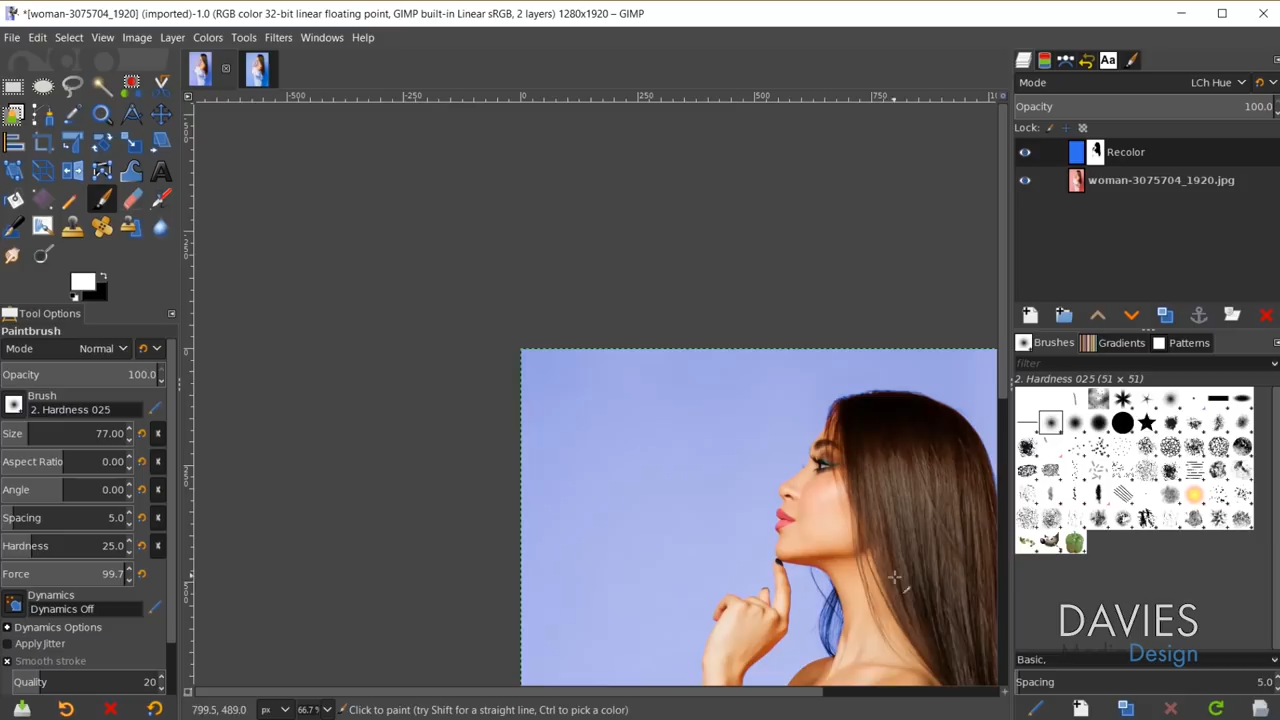 *[woman-3075704_1920] (imported)-1.0 (RGB color 32-bit linear floating point, GIMP built-in Linear sRGB, 2 layers) 1280x1920 – GIMP
File Edit Select View Image Layer Colors Tools Filters Windows Help
Mode LCh Hue
Opacity 100.0
Lock:
Recolor
woman-3075704_1920.jpg
-500 -250 0 250 500 750
Tool Options
Paintbrush
Mode Normal
Opacity 100.0
Brush
2. Hardness 025
Size 77.00
Aspect Ratio 0.00
Angle 0.00
Spacing 5.0
Hardness 25.0
Force 99.7
Dynamics
Dynamics Off
Dynamics Options
Apply Jitter
Smooth stroke
Quality 20
Brushes Gradients Patterns
filter
2. Hardness 025 (51 × 51)
DAVIES
Media Design
Basic,
Spacing 5.0
799.5, 489.0 px 66.7 Click to paint (try Shift for a straight line, Ctrl to pick a color)